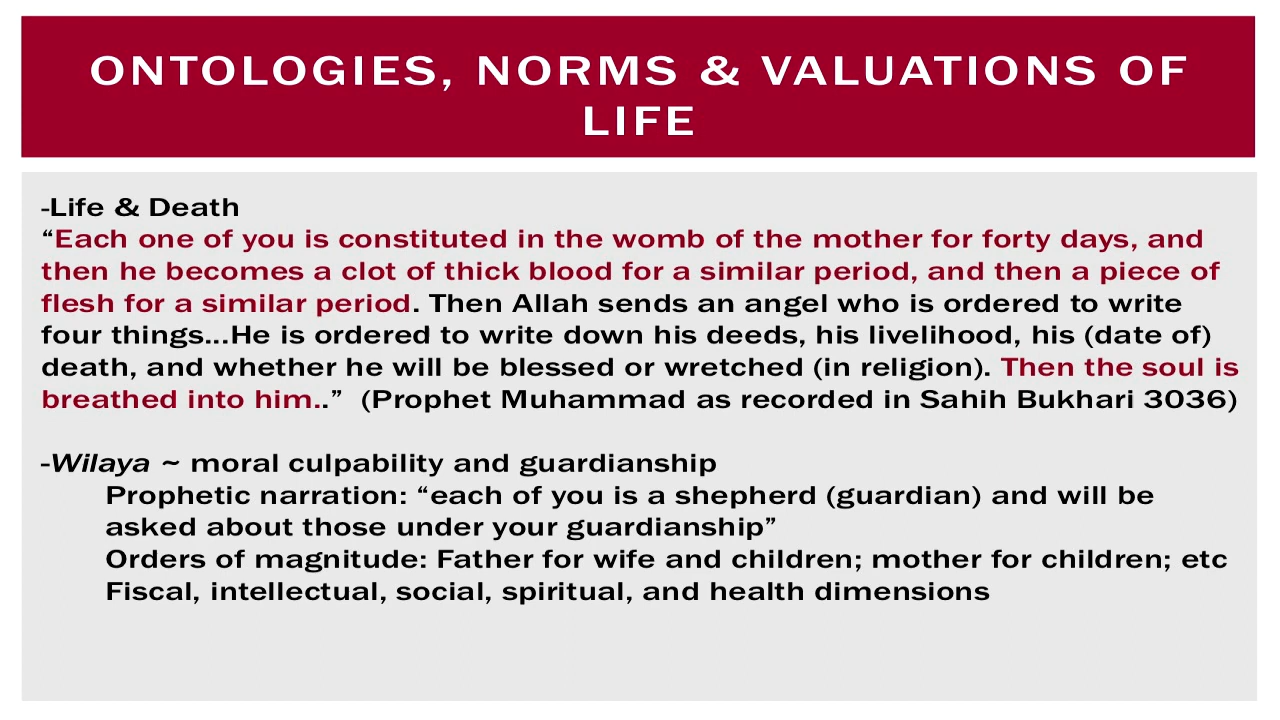 ONTOLOGIES, NORMS & VALUATIONS OF
LIFE
-Life & Death
“Each one of you is constituted in the womb of the mother for forty days, and
then he becomes a clot of thick blood for a similar period, and then a piece of
flesh for a similar period. Then Allah sends an angel who is ordered to write
four things...He is ordered to write down his deeds, his livelihood, his (date of)
death, and whether he will be blessed or wretched (in religion). Then the soul is
breathed into him..” (Prophet Muhammad as recorded in Sahih Bukhari 3036)
-Wilaya ~ moral culpability and guardianship
Prophetic narration: “each of you is a shepherd (guardian) and will be
asked about those under your guardianship”
Orders of magnitude: Father for wife and children; mother for children; etc
Fiscal, intellectual, social, spiritual, and health dimensions